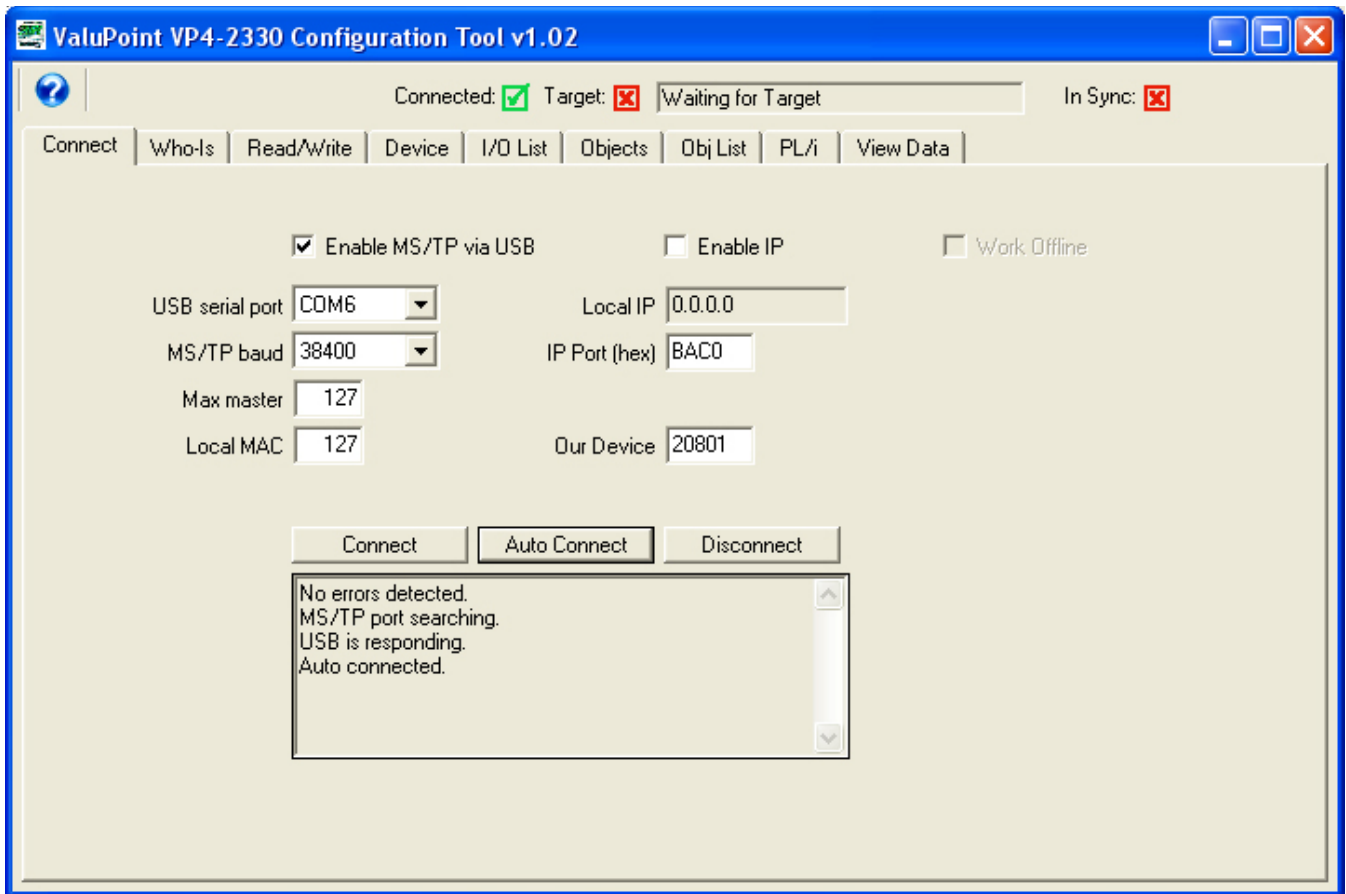 ValuPoint VP4-2330 Configuration Tool v1.02
Connected: Target: Waiting for Target In Sync:
Connect Who-Is Read/Write Device I/O List Objects Obj List PL/i View Data
Enable MS/TP via USB Enable IP Work Offline
USB serial port COM6 Local IP 0.0.0.0
MS/TP baud 38400 IP Port (hex) BAC0
Max master 127
Local MAC 127 Our Device 20801
Connect Auto Connect Disconnect
No errors detected.
MS/TP port searching.
USB is responding.
Auto connected.